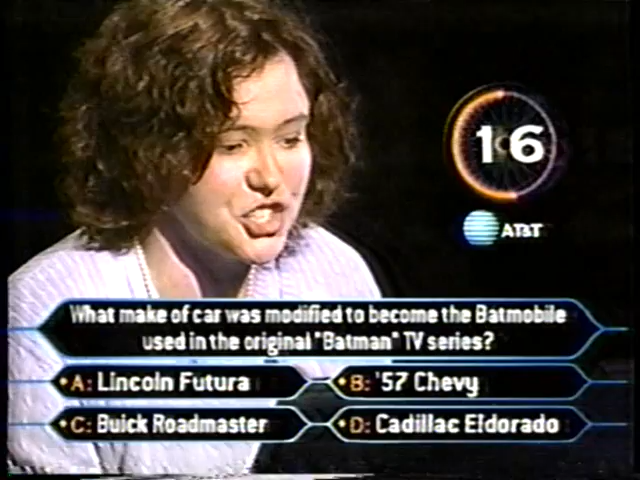 16
AT&T
What make of car was modified to become the Batmobile
used in the original "Batman" TV series?
A: Lincoln Futura
B: '57 Chevy
C: Buick Roadmaster
D: Cadillac Eldorado